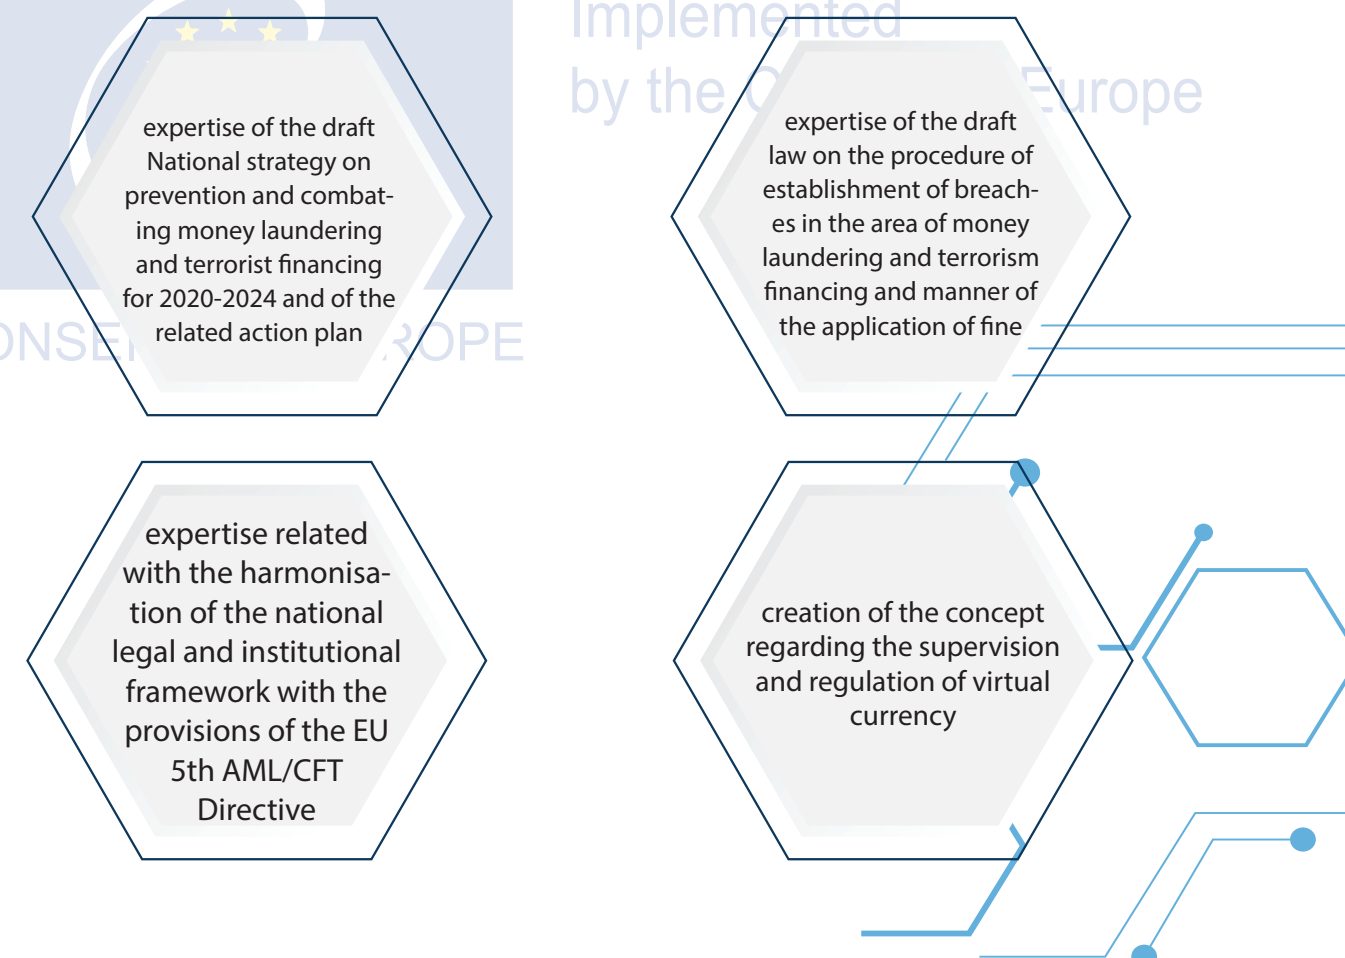 Implemented
by the C Europe
expertise of the draft
National strategy on
prevention and combat-
ing money laundering
and terrorist financing
for 2020-2024 and of the
related action plan
expertise of the draft
law on the procedure of
establishment of breach-
es in the area of money
laundering and terrorism
financing and manner of
the application of fine
expertise related
with the harmonisa-
tion of the national
legal and institutional
framework with the
provisions of the EU
5th AML/CFT
Directive
creation of the concept
regarding the supervision
and regulation of virtual
currency